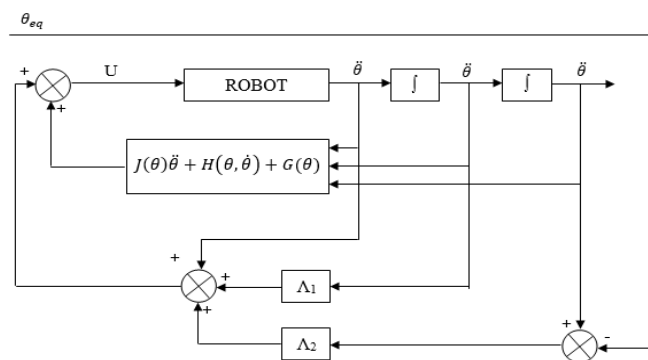 θ_eq
+ U ROBOT θ̈ ∫ θ̈ ∫ θ̈
+
J(θ)θ̈ + H(θ, θ̇) + G(θ)
+
+ Λ₁
+ Λ₂ + -